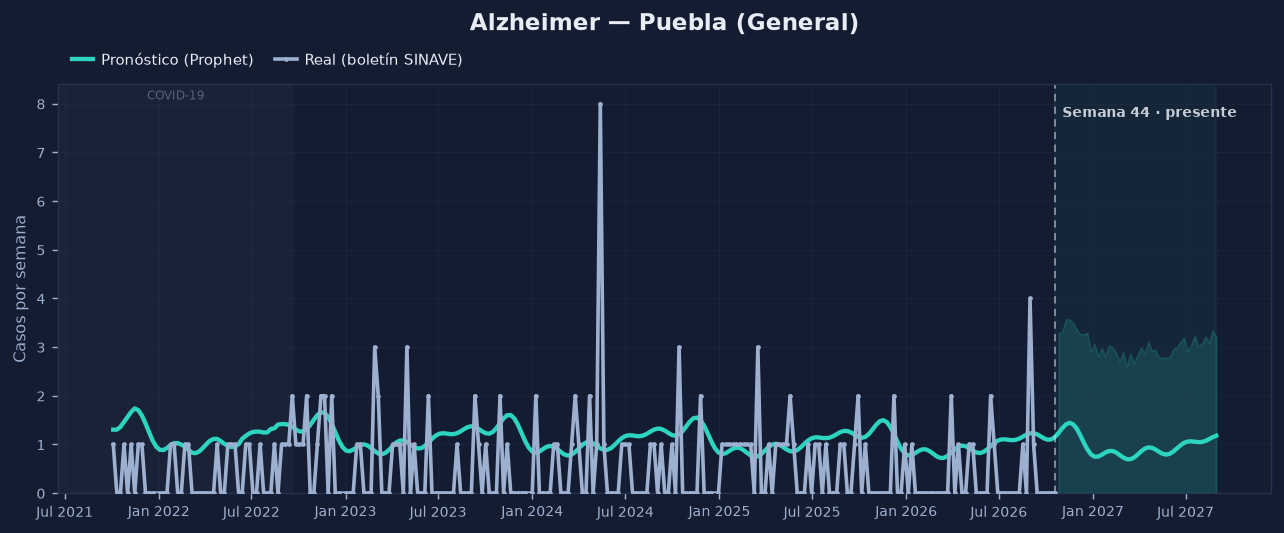 Alzheimer — Puebla (General)
Pronóstico (Prophet)
Real (boletín SINAVE)
COVID-19
Semana 44 · presente
Casos por semana
8
7
6
5
4
3
2
1
0
Jul 2021
Jan 2022
Jul 2022
Jan 2023
Jul 2023
Jan 2024
Jul 2024
Jan 2025
Jul 2025
Jan 2026
Jul 2026
Jan 2027
Jul 2027